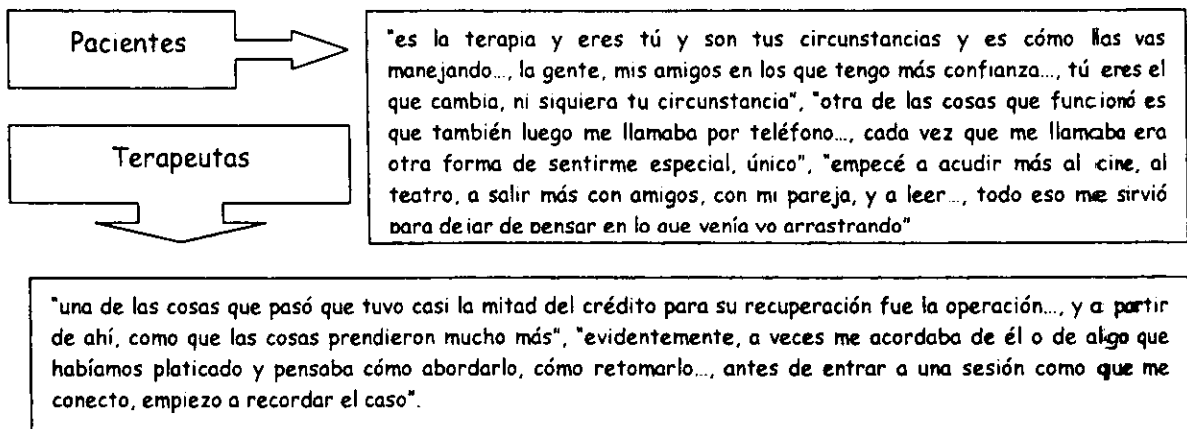 Pacientes
"es la terapia y eres tú y son tus circunstancias y es cómo las vas
manejando..., la gente, mis amigos en los que tengo más confianza..., tú eres el
que cambia, ni siquiera tu circunstancia", "otra de las cosas que funcionó es
que también luego me llamaba por teléfono..., cada vez que me llamaba era
otra forma de sentirme especial, único", "empecé a acudir más al cine, al
teatro, a salir más con amigos, con mi pareja, y a leer..., todo eso me sirvió
para dejar de pensar en lo que venía yo arrastrando"
Terapeutas
"una de las cosas que pasó que tuvo casi la mitad del crédito para su recuperación fue la operación..., y a partir
de ahí, como que las cosas prendieron mucho más", "evidentemente, a veces me acordaba de él o de algo que
habíamos platicado y pensaba cómo abordarlo, cómo retomarlo..., antes de entrar a una sesión como que me
conecto, empiezo a recordar el caso".